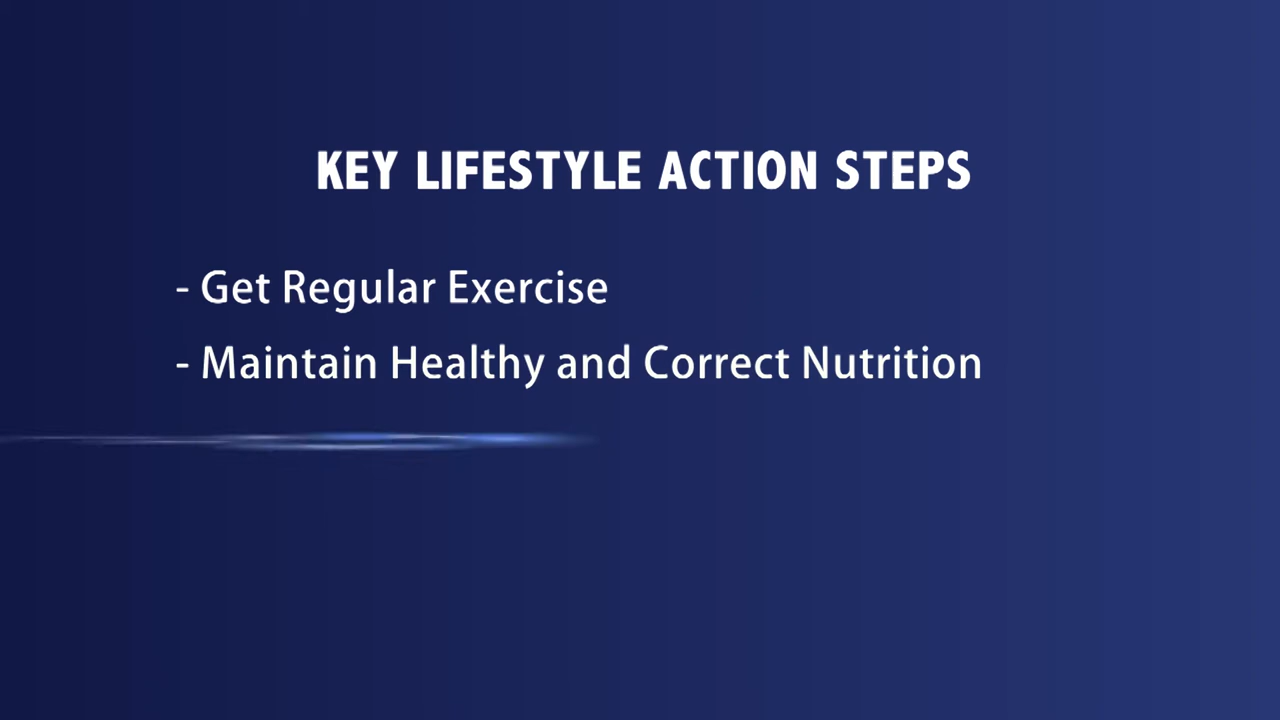 KEY LIFESTYLE ACTION STEPS
- Get Regular Exercise
- Maintain Healthy and Correct Nutrition